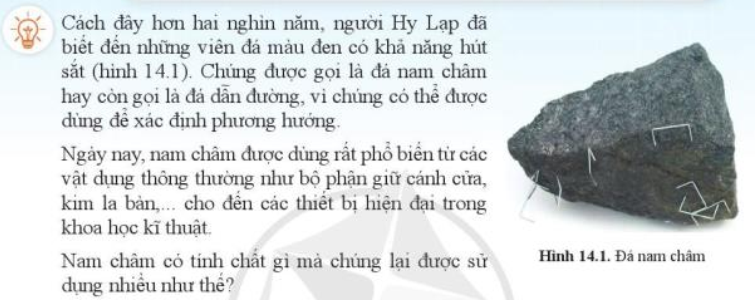 Cách đây hơn hai nghìn năm, người Hy Lạp đã
biết đến những viên đá màu đen có khả năng hút
sắt (hình 14.1). Chúng được gọi là đá nam châm
hay còn gọi là đá dẫn đường, vì chúng có thể được
dùng để xác định phương hướng.
Ngày nay, nam châm được dùng rất phổ biến từ các
vật dụng thông thường như bộ phận giữ cánh cửa,
kim la bàn,... cho đến các thiết bị hiện đại trong
khoa học kĩ thuật.
Nam châm có tính chất gì mà chúng lại được sử
dụng nhiều như thế?
Hình 14.1. Đá nam châm